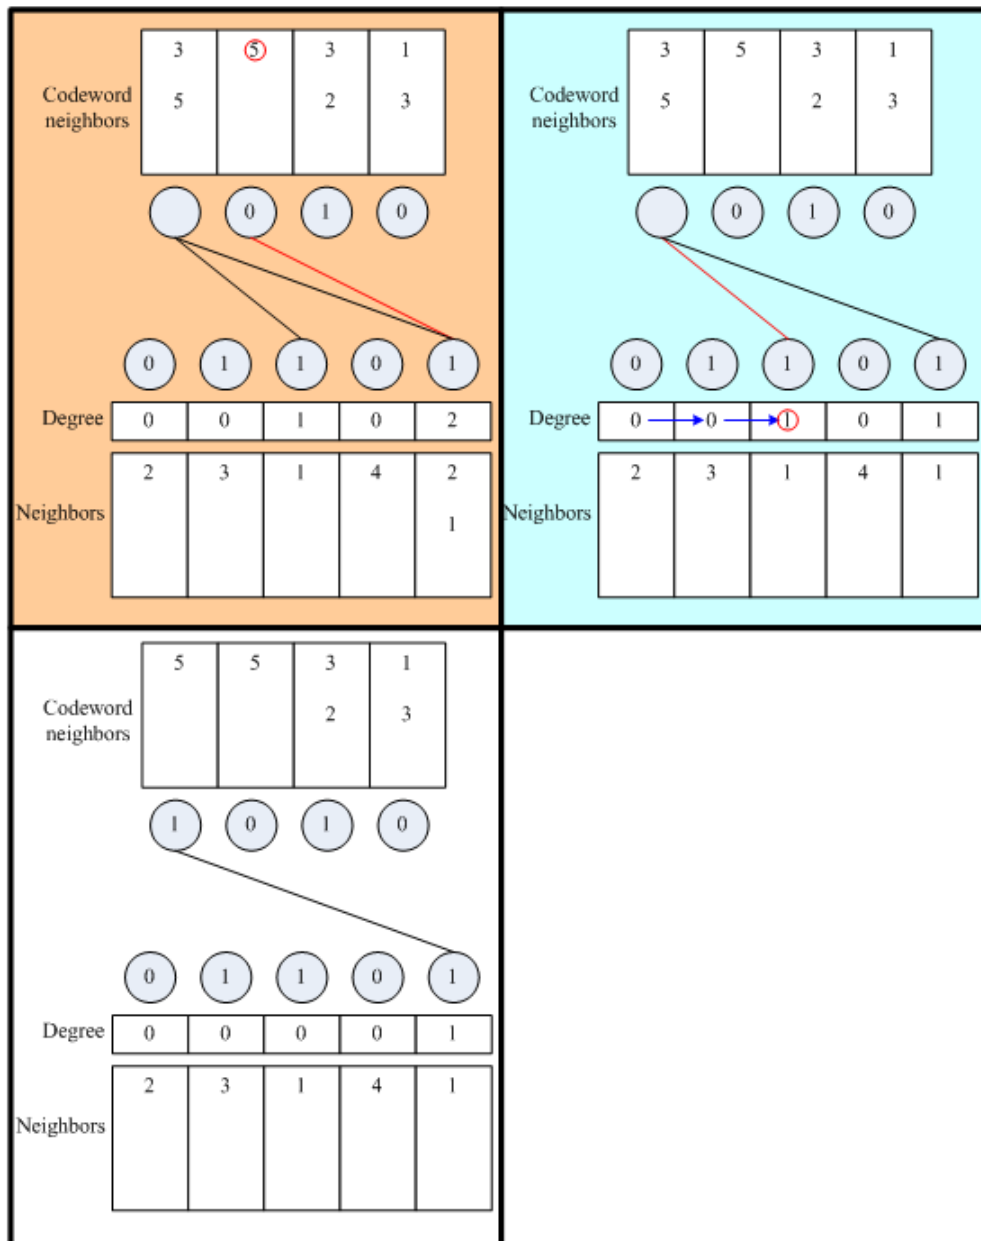 3 5 3 1
Codeword
neighbors
5 2 3
0 1 0
0 1 1 0 1
Degree 0 0 1 0 2
2 3 1 4 2
Neighbors
1
3 5 3 1
Codeword
neighbors
5 2 3
0 1 0
0 1 1 0 1
Degree 0 0 1 0 1
2 3 1 4 1
Neighbors
5 5 3 1
Codeword
neighbors
2 3
1 0 1 0
0 1 1 0 1
Degree 0 0 0 0 1
2 3 1 4 1
Neighbors